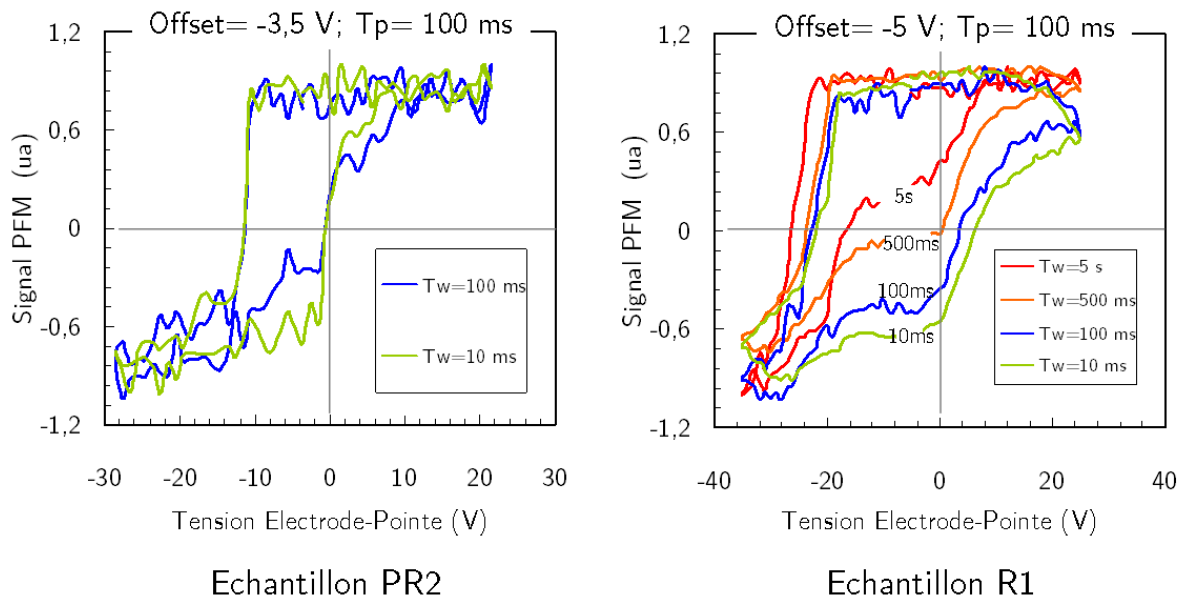 Offset= -3,5 V; Tp= 100 ms
1,2
0,6
0
-0,6
-1,2
Signal PFM (ua)
Tw=100 ms
Tw=10 ms
-30 -20 -10 0 10 20 30
Tension Electrode-Pointe (V)
Echantillon PR2
Offset= -5 V; Tp= 100 ms
1,2
0,6
0
-0,6
-1,2
Signal PFM (ua)
5s
500ms
100ms
10ms
Tw=5 s
Tw=500 ms
Tw=100 ms
Tw=10 ms
-40 -20 0 20 40
Tension Electrode-Pointe (V)
Echantillon R1